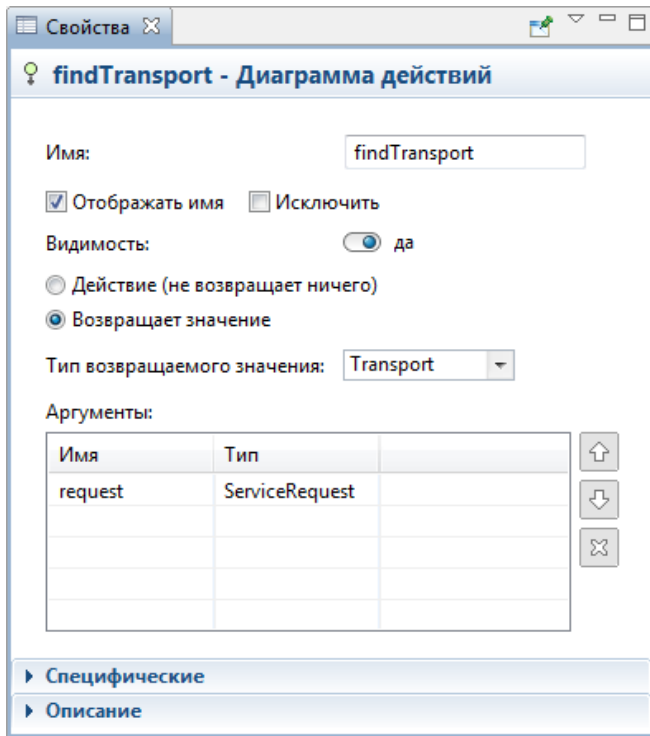 Свойства
findTransport - Диаграмма действий
Имя: findTransport
Отображать имя Исключить
Видимость: да
Действие (не возвращает ничего)
Возвращает значение
Тип возвращаемого значения: Transport
Аргументы:
Имя Тип
request ServiceRequest
Специфические
Описание